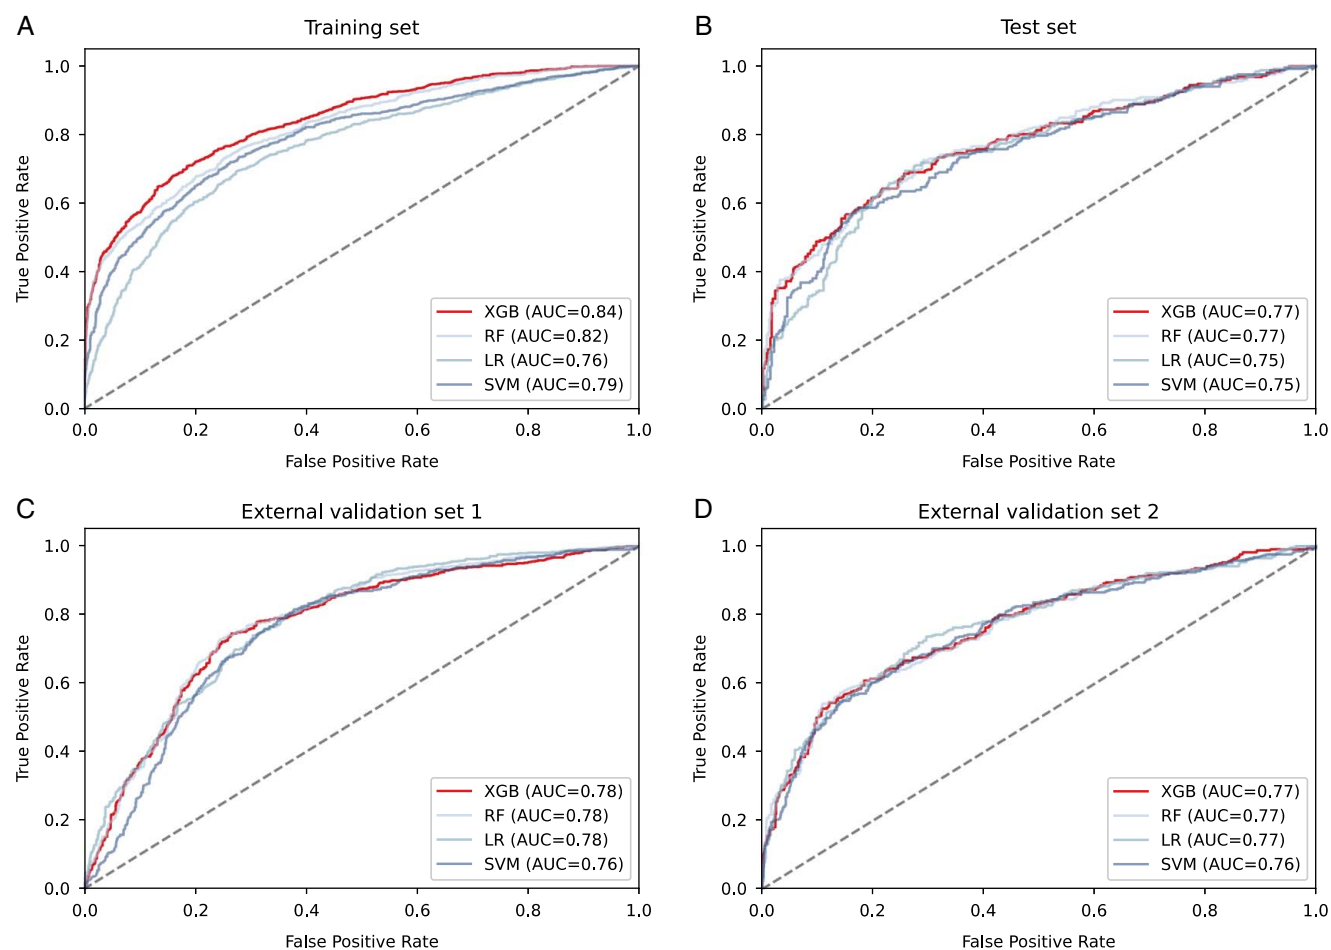 A
Training set
True Positive Rate
1.0
0.8
0.6
0.4
0.2
0.0
XGB (AUC=0.84)
RF (AUC=0.82)
LR (AUC=0.76)
SVM (AUC=0.79)
0.0 0.2 0.4 0.6 0.8 1.0
False Positive Rate
B
Test set
True Positive Rate
1.0
0.8
0.6
0.4
0.2
0.0
XGB (AUC=0.77)
RF (AUC=0.77)
LR (AUC=0.75)
SVM (AUC=0.75)
0.0 0.2 0.4 0.6 0.8 1.0
False Positive Rate
C
External validation set 1
True Positive Rate
1.0
0.8
0.6
0.4
0.2
0.0
XGB (AUC=0.78)
RF (AUC=0.78)
LR (AUC=0.78)
SVM (AUC=0.76)
0.0 0.2 0.4 0.6 0.8 1.0
False Positive Rate
D
External validation set 2
True Positive Rate
1.0
0.8
0.6
0.4
0.2
0.0
XGB (AUC=0.77)
RF (AUC=0.77)
LR (AUC=0.77)
SVM (AUC=0.76)
0.0 0.2 0.4 0.6 0.8 1.0
False Positive Rate